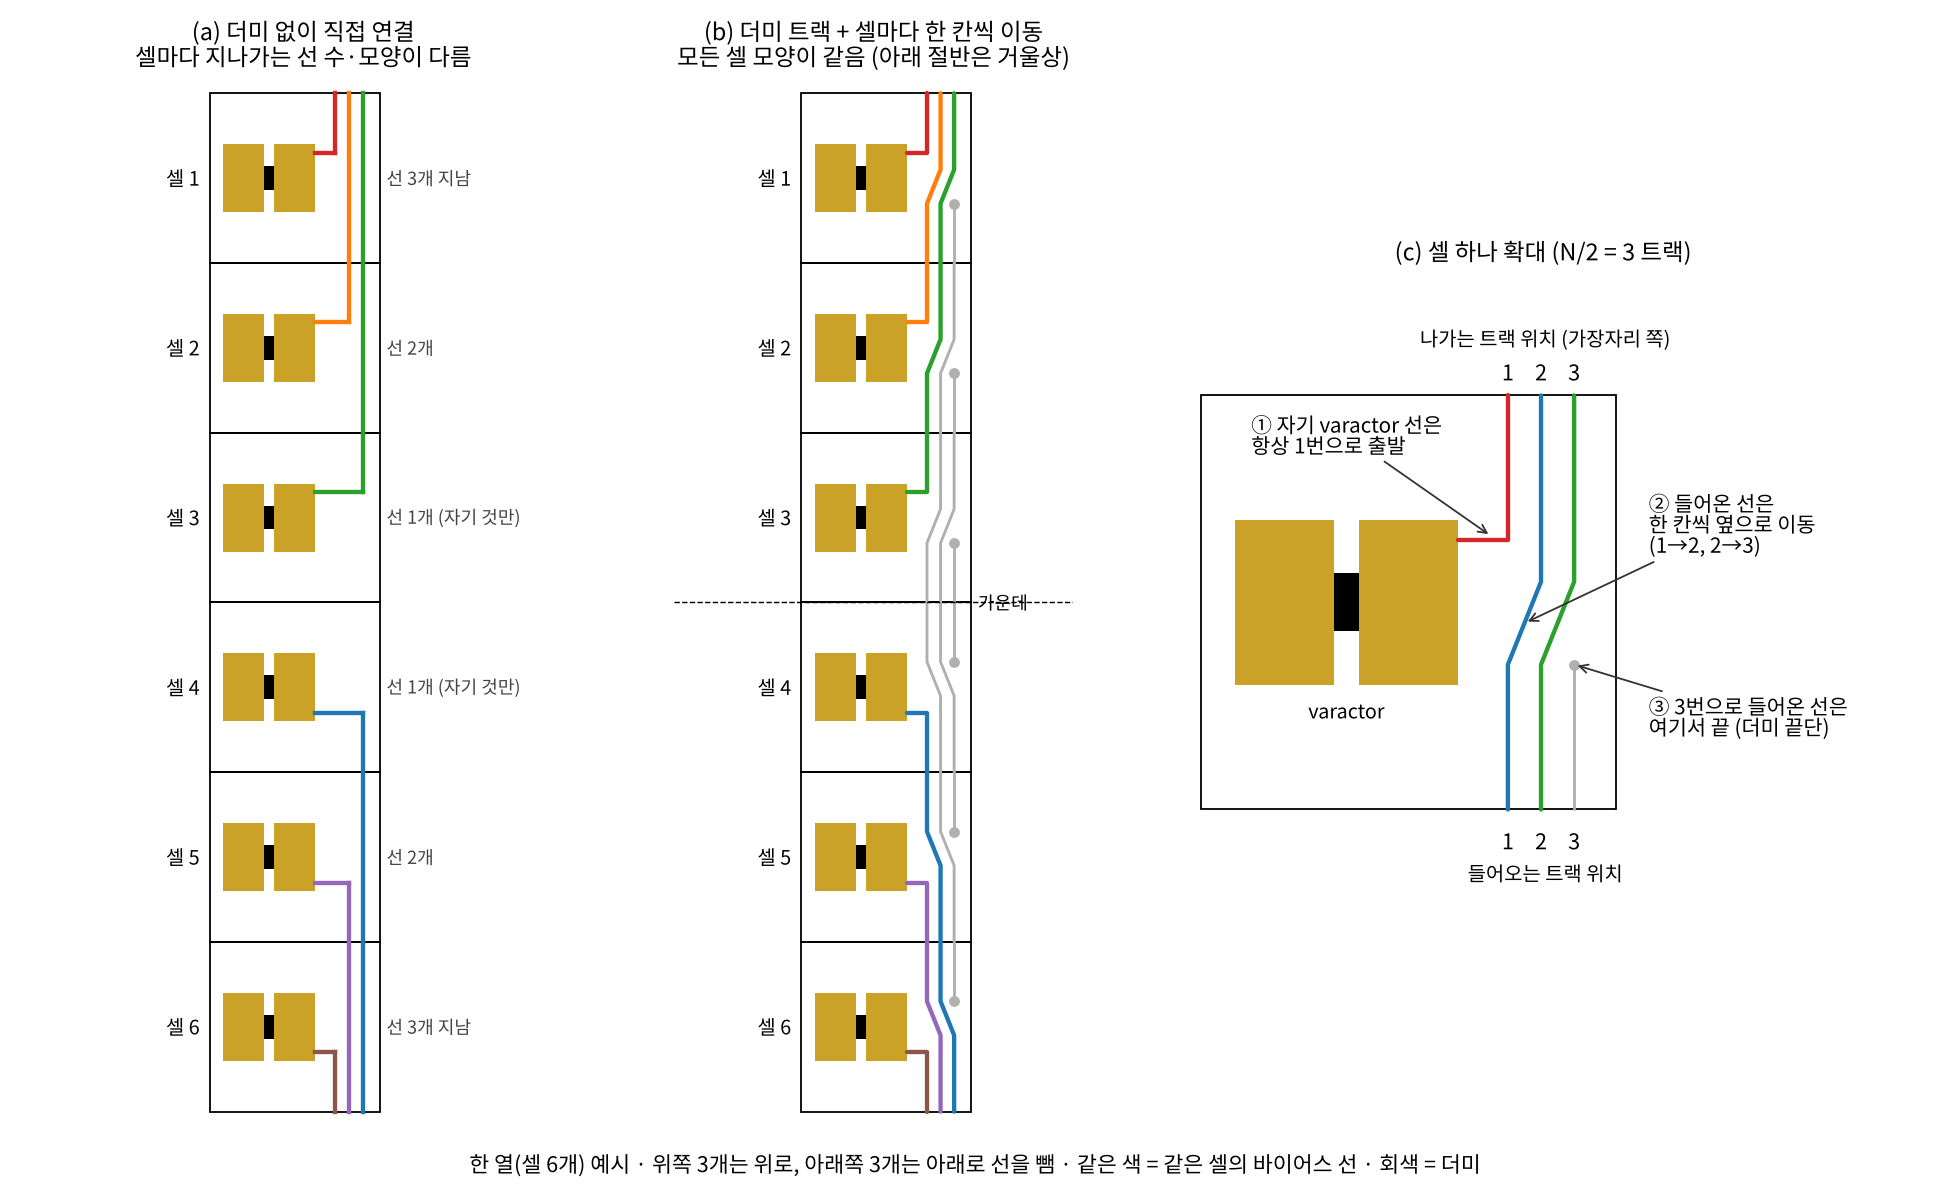 (a) 더미 없이 직접 연결
셀마다 지나가는 선 수·모양이 다름
셀 1
선 3개 지남
셀 2
선 2개
셀 3
선 1개 (자기 것만)
셀 4
선 1개 (자기 것만)
셀 5
선 2개
셀 6
선 3개 지남
(b) 더미 트랙 + 셀마다 한 칸씩 이동
모든 셀 모양이 같음 (아래 절반은 거울상)
셀 1
셀 2
셀 3
가운데
셀 4
셀 5
셀 6
(c) 셀 하나 확대 (N/2 = 3 트랙)
나가는 트랙 위치 (가장자리 쪽)
1 2 3
① 자기 varactor 선은
항상 1번으로 출발
② 들어온 선은
한 칸씩 옆으로 이동
(1→2, 2→3)
varactor
③ 3번으로 들어온 선은
여기서 끝 (더미 끝단)
1 2 3
들어오는 트랙 위치
한 열(셀 6개) 예시 · 위쪽 3개는 위로, 아래쪽 3개는 아래로 선을 뺌 · 같은 색 = 같은 셀의 바이어스 선 · 회색 = 더미